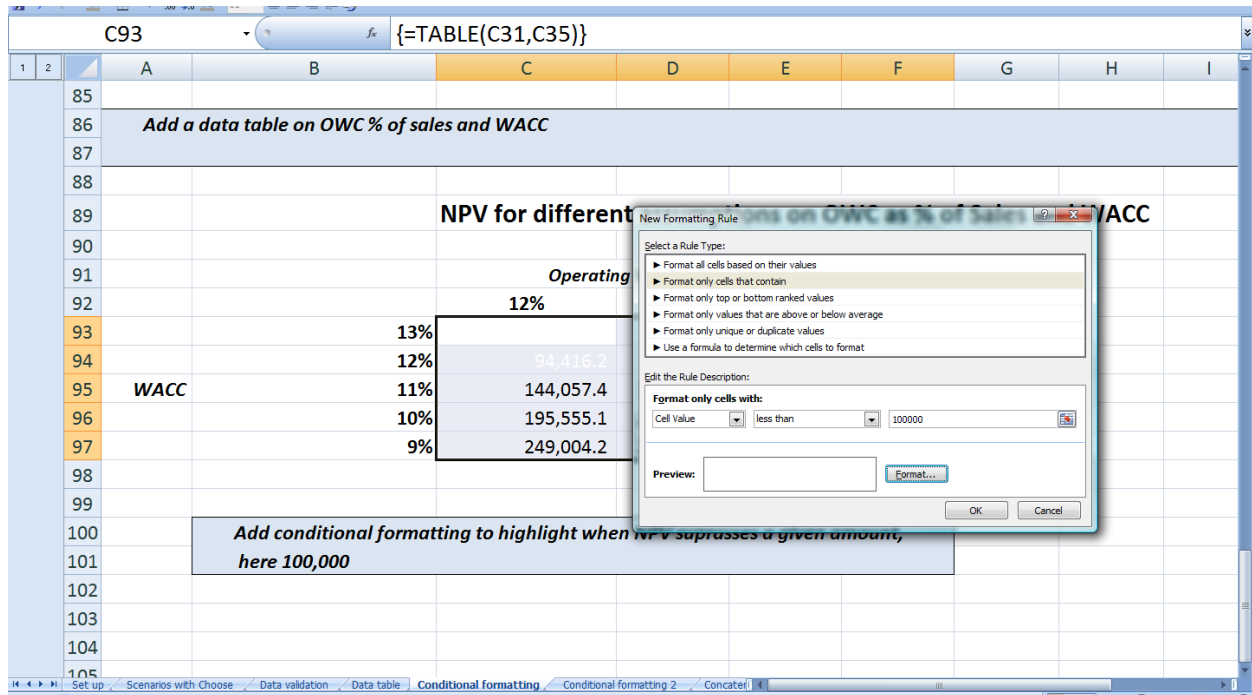 C93 fx {=TABLE(C31,C35)}
1 2 A B C D E F G H I
85
86 Add a data table on OWC % of sales and WACC
87
88
89 NPV for different assumptions on OWC as % of Sales and WACC
New Formatting Rule
90
Select a Rule Type:
► Format all cells based on their values
91 Operating
► Format only cells that contain
92 12%
► Format only top or bottom ranked values
► Format only values that are above or below average
93 13%
► Format only unique or duplicate values
► Use a formula to determine which cells to format
94 12% 94,416.2
Edit the Rule Description:
95 WACC 11% 144,057.4
Format only cells with:
96 10% 195,555.1
Cell Value less than 100000
97 9% 249,004.2
98
Preview: Format...
99
OK Cancel
100 Add conditional formatting to highlight when NPV suprasses a given amount,
101 here 100,000
102
103
104
105
Set up Scenarios with Choose Data validation Data table Conditional formatting Conditional formatting 2 Concaten